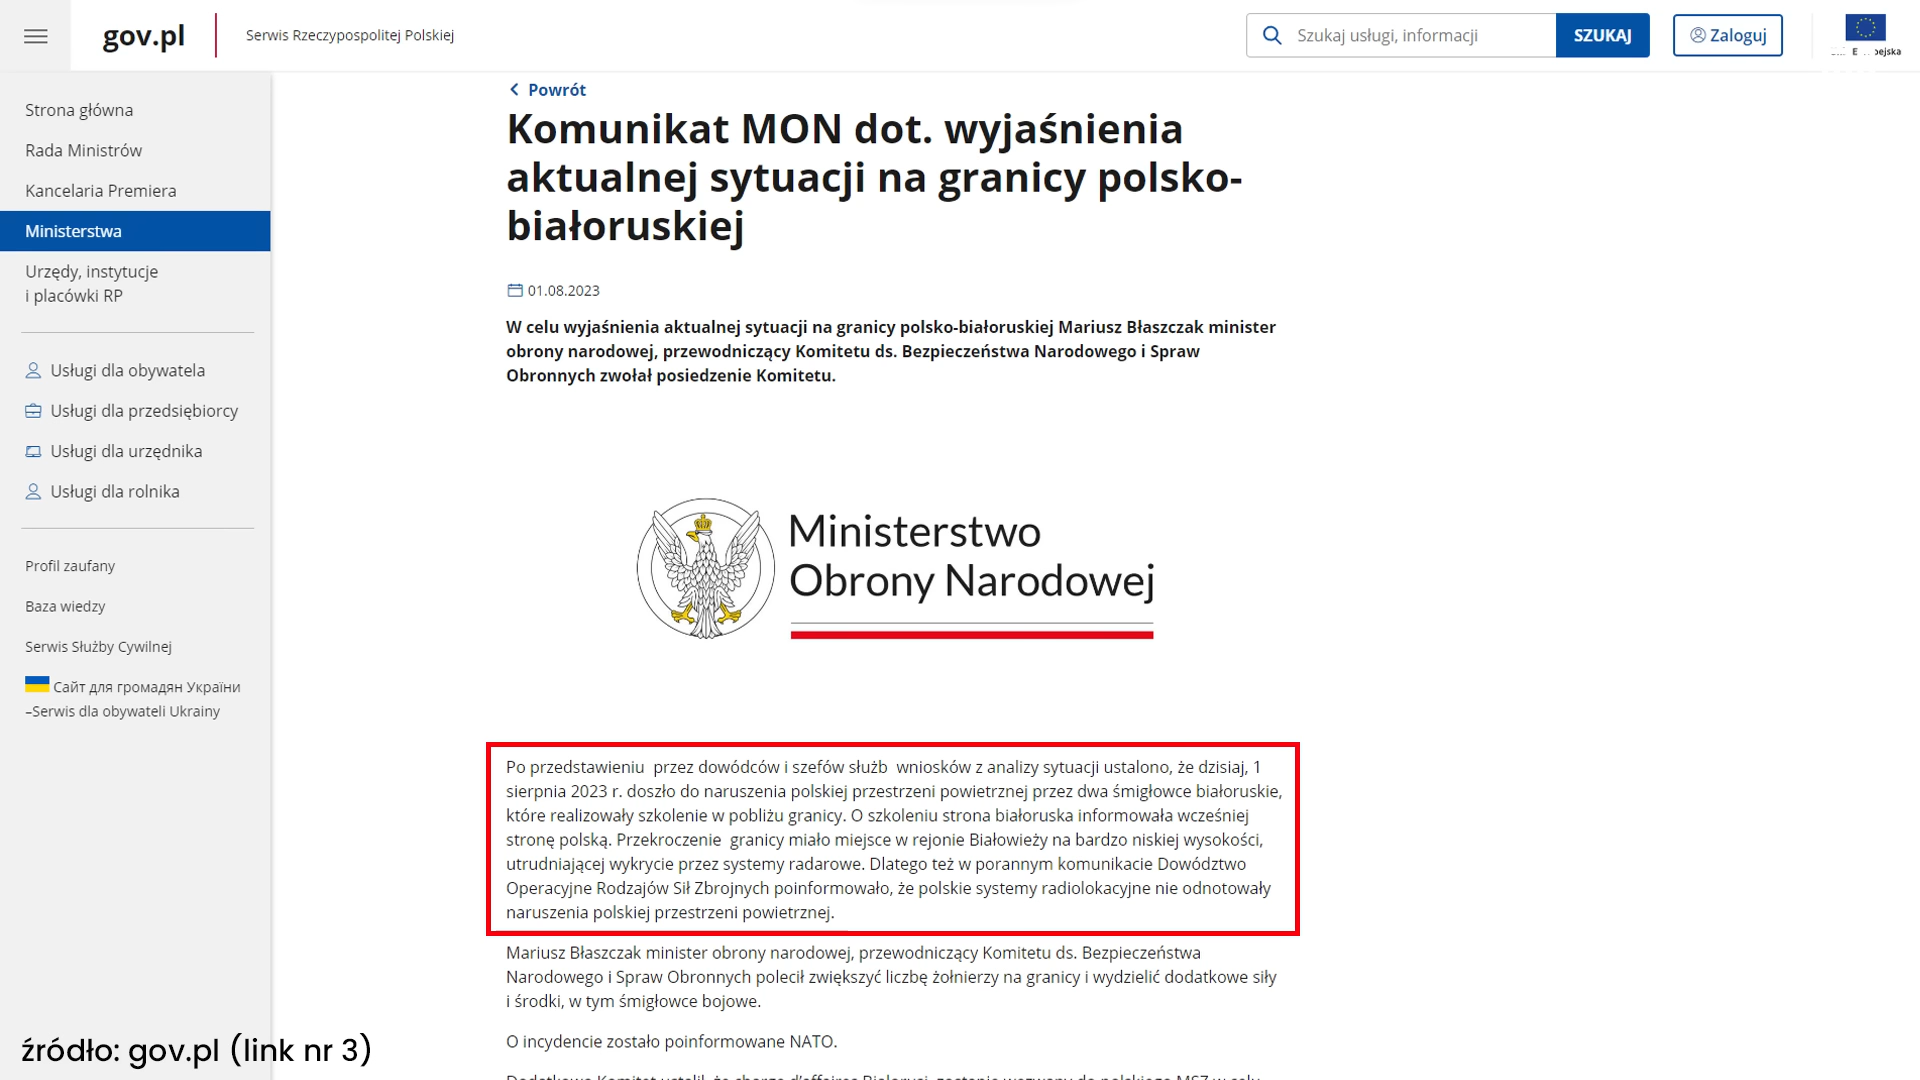 gov.pl
Serwis Rzeczypospolitej Polskiej
Szukaj usługi, informacji
SZUKAJ
Zaloguj
Strona główna
Rada Ministrów
Kancelaria Premiera
Ministerstwa
Urzędy, instytucje
i placówki RP
Usługi dla obywatela
Usługi dla przedsiębiorcy
Usługi dla urzędnika
Usługi dla rolnika
Profil zaufany
Baza wiedzy
Serwis Służby Cywilnej
Сайт для громадян України
–Serwis dla obywateli Ukrainy
Powrót
Komunikat MON dot. wyjaśnienia
aktualnej sytuacji na granicy polsko-
białoruskiej
01.08.2023
W celu wyjaśnienia aktualnej sytuacji na granicy polsko-białoruskiej Mariusz Błaszczak minister
obrony narodowej, przewodniczący Komitetu ds. Bezpieczeństwa Narodowego i Spraw
Obronnych zwołał posiedzenie Komitetu.
Ministerstwo
Obrony Narodowej
Po przedstawieniu przez dowódców i szefów służb wniosków z analizy sytuacji ustalono, że dzisiaj, 1
sierpnia 2023 r. doszło do naruszenia polskiej przestrzeni powietrznej przez dwa śmigłowce białoruskie,
które realizowały szkolenie w pobliżu granicy. O szkoleniu strona białoruska informowała wcześniej
stronę polską. Przekroczenie granicy miało miejsce w rejonie Białowieży na bardzo niskiej wysokości,
utrudniającej wykrycie przez systemy radarowe. Dlatego też w porannym komunikacie Dowództwo
Operacyjne Rodzajów Sił Zbrojnych poinformowało, że polskie systemy radiolokacyjne nie odnotowały
naruszenia polskiej przestrzeni powietrznej.
Mariusz Błaszczak minister obrony narodowej, przewodniczący Komitetu ds. Bezpieczeństwa
Narodowego i Spraw Obronnych polecił zwiększyć liczbę żołnierzy na granicy i wydzielić dodatkowe siły
i środki, w tym śmigłowce bojowe.
O incydencie zostało poinformowane NATO.
źródło: gov.pl (link nr 3)